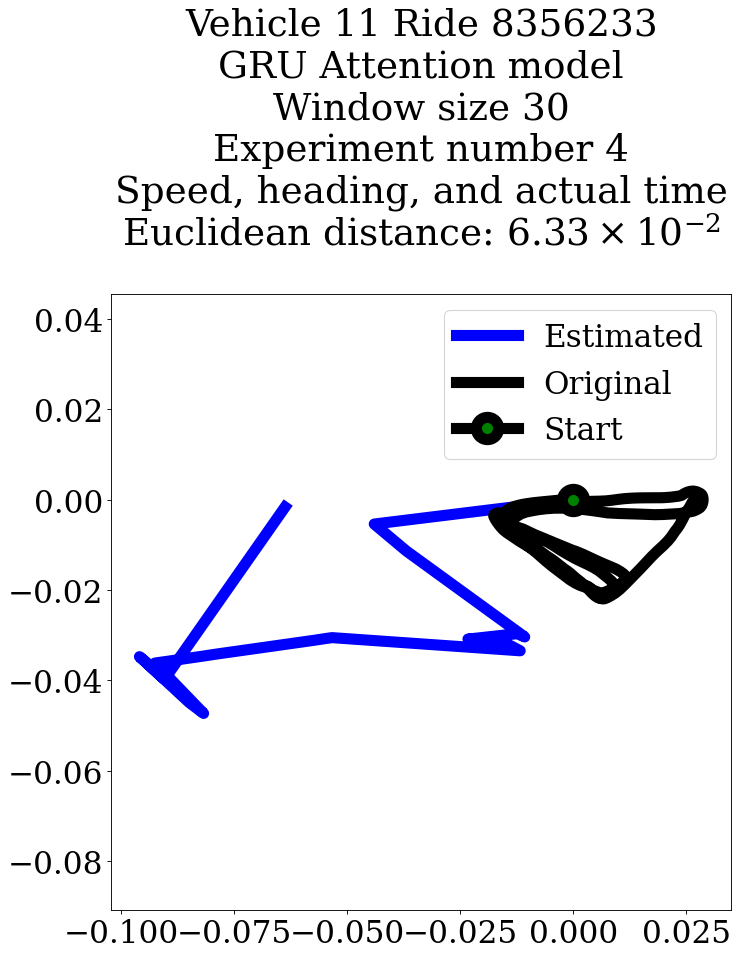 Vehicle 11 Ride 8356233
GRU Attention model
Window size 30
Experiment number 4
Speed, heading, and actual time
Euclidean distance: 6.33 × 10⁻²
Estimated
Original
Start
0.04
0.02
0.00
−0.02
−0.04
−0.06
−0.08
−0.100 −0.075 −0.050 −0.025 0.000 0.025